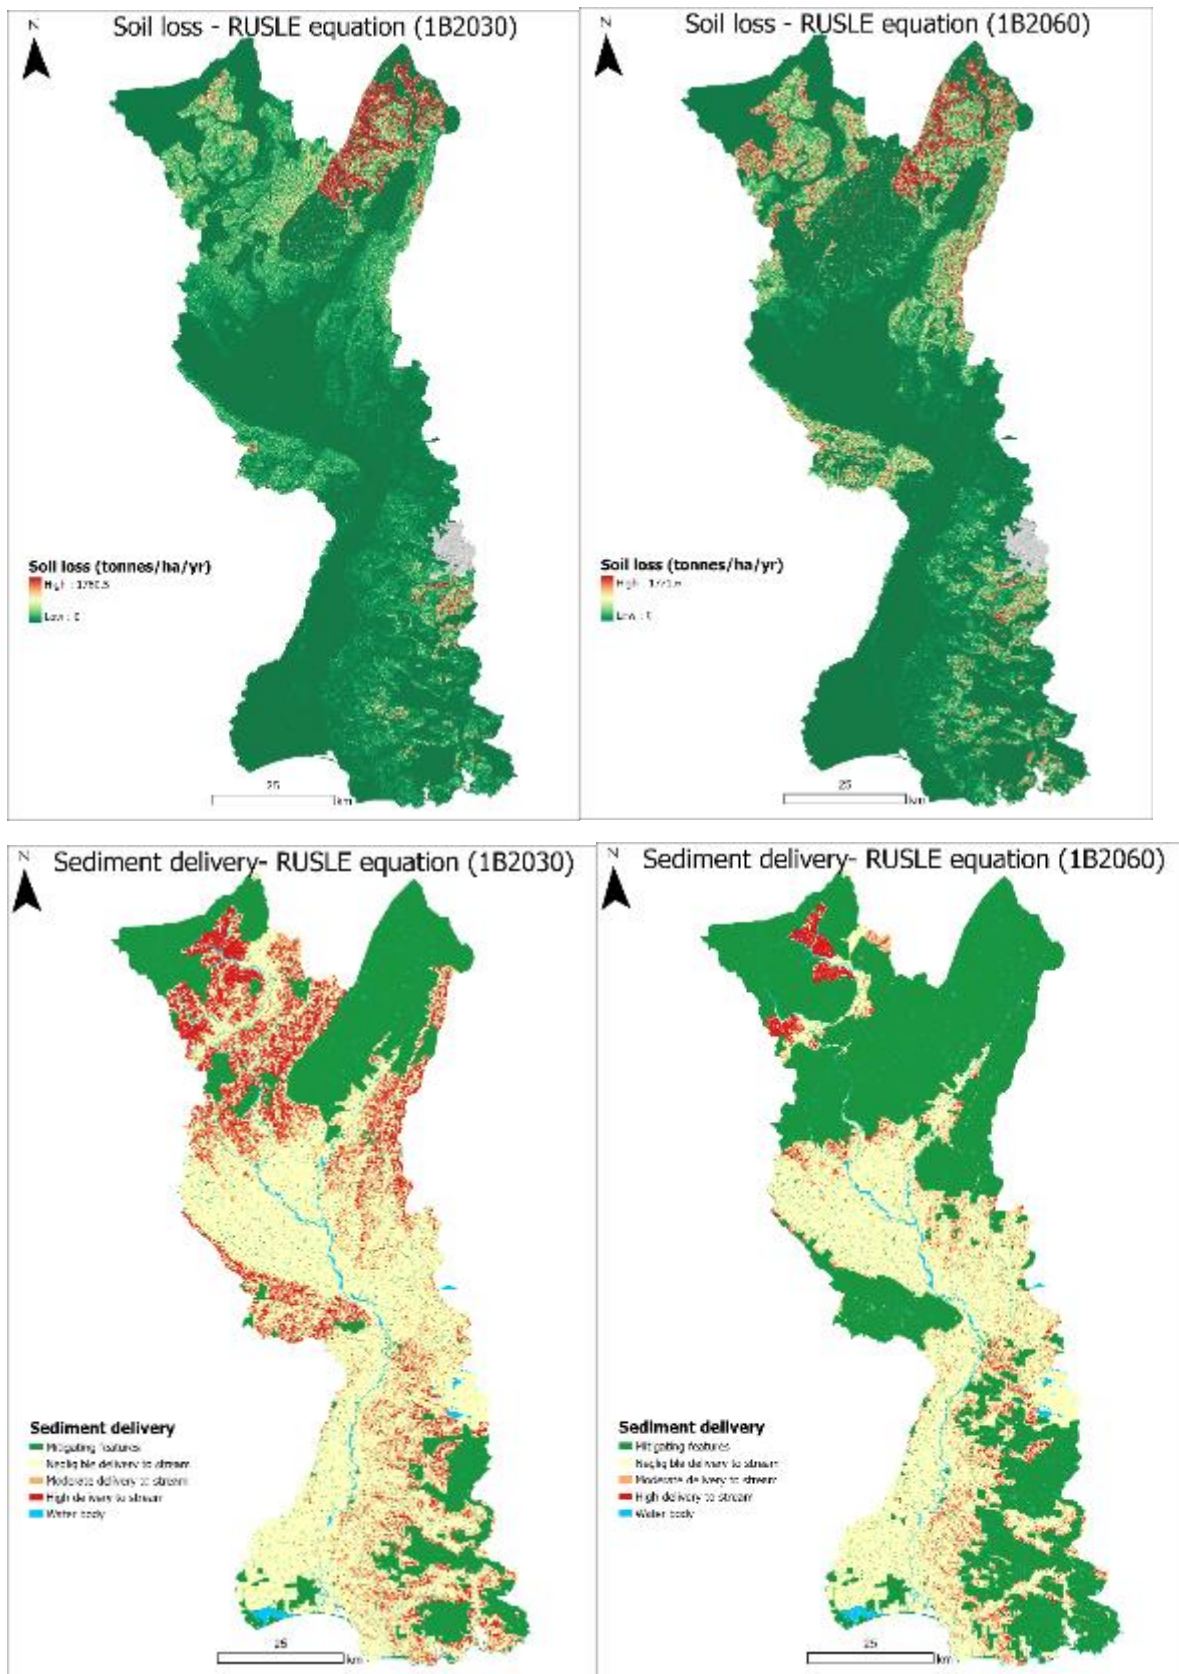 N
Soil loss - RUSLE equation (1B2030)
Soil loss (tonnes/ha/yr)
High :
Low : 0
25
km
N
Soil loss - RUSLE equation (1B2060)
Soil loss (tonnes/ha/yr)
High :
Low : 0
25
km
N
Sediment delivery- RUSLE equation (1B2030)
Sediment delivery
Mitigating features
Negligible delivery to stream
Moderate delivery to stream
High delivery to stream
Water body
25
km
N
Sediment delivery- RUSLE equation (1B2060)
Sediment delivery
Mitigating features
Negligible delivery to stream
Moderate delivery to stream
High delivery to stream
Water body
25
km